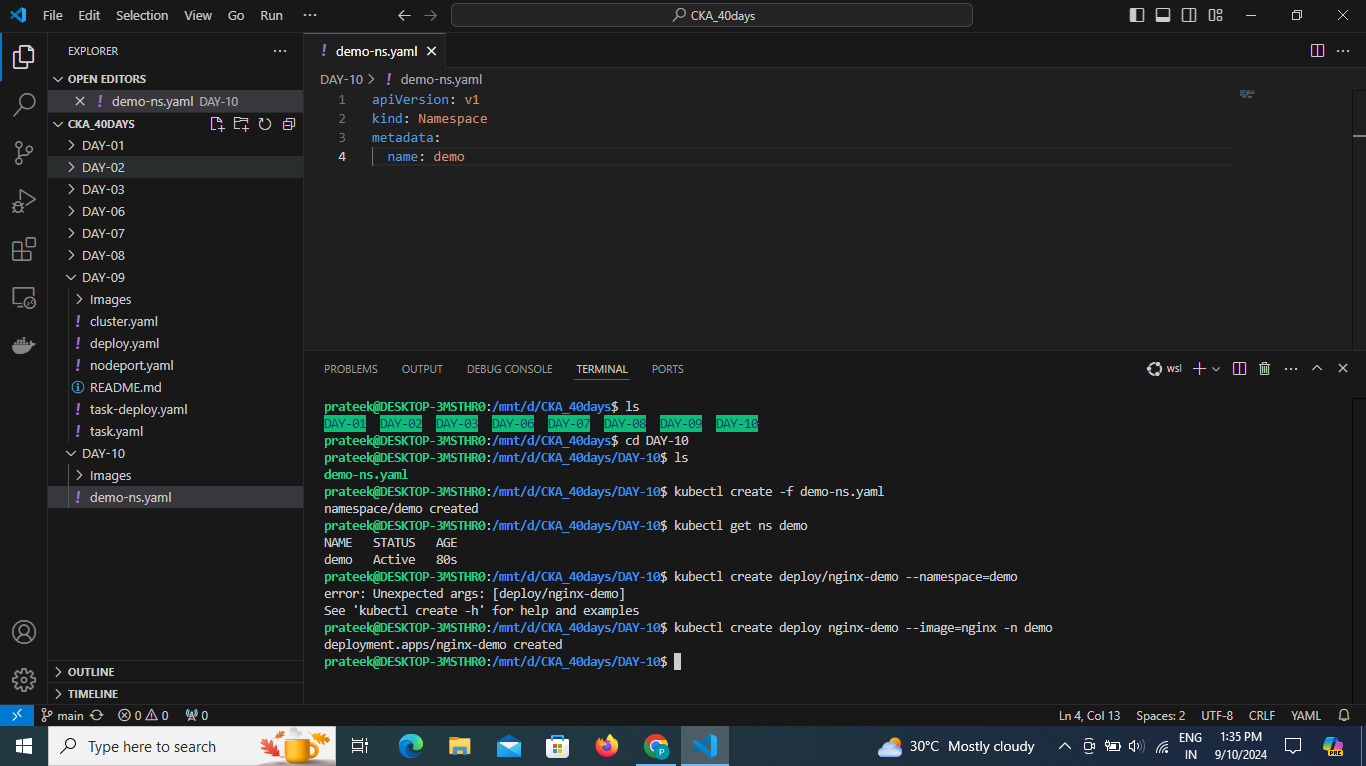 File Edit Selection View Go Run ··· CKA_40days
EXPLORER ···
OPEN EDITORS
demo-ns.yaml DAY-10
CKA_40DAYS
DAY-01
DAY-02
DAY-03
DAY-06
DAY-07
DAY-08
DAY-09
Images
cluster.yaml
deploy.yaml
nodeport.yaml
README.md
task-deploy.yaml
task.yaml
DAY-10
Images
demo-ns.yaml
OUTLINE
TIMELINE
! demo-ns.yaml
DAY-10 > ! demo-ns.yaml
1 apiVersion: v1
2 kind: Namespace
3 metadata:
4 name: demo
PROBLEMS OUTPUT DEBUG CONSOLE TERMINAL PORTS wsl
prateek@DESKTOP-3MSTHR0:/mnt/d/CKA_40days$ ls
DAY-01 DAY-02 DAY-03 DAY-06 DAY-07 DAY-08 DAY-09 DAY-10
prateek@DESKTOP-3MSTHR0:/mnt/d/CKA_40days$ cd DAY-10
prateek@DESKTOP-3MSTHR0:/mnt/d/CKA_40days/DAY-10$ ls
demo-ns.yaml
prateek@DESKTOP-3MSTHR0:/mnt/d/CKA_40days/DAY-10$ kubectl create -f demo-ns.yaml
namespace/demo created
prateek@DESKTOP-3MSTHR0:/mnt/d/CKA_40days/DAY-10$ kubectl get ns demo
NAME STATUS AGE
demo Active 80s
prateek@DESKTOP-3MSTHR0:/mnt/d/CKA_40days/DAY-10$ kubectl create deploy/nginx-demo --namespace=demo
error: Unexpected args: [deploy/nginx-demo]
See 'kubectl create -h' for help and examples
prateek@DESKTOP-3MSTHR0:/mnt/d/CKA_40days/DAY-10$ kubectl create deploy nginx-demo --image=nginx -n demo
deployment.apps/nginx-demo created
prateek@DESKTOP-3MSTHR0:/mnt/d/CKA_40days/DAY-10$
main 0 0 0 Ln 4, Col 13 Spaces: 2 UTF-8 CRLF YAML
Type here to search 30°C Mostly cloudy ENG IN 1:35 PM 9/10/2024 PRE